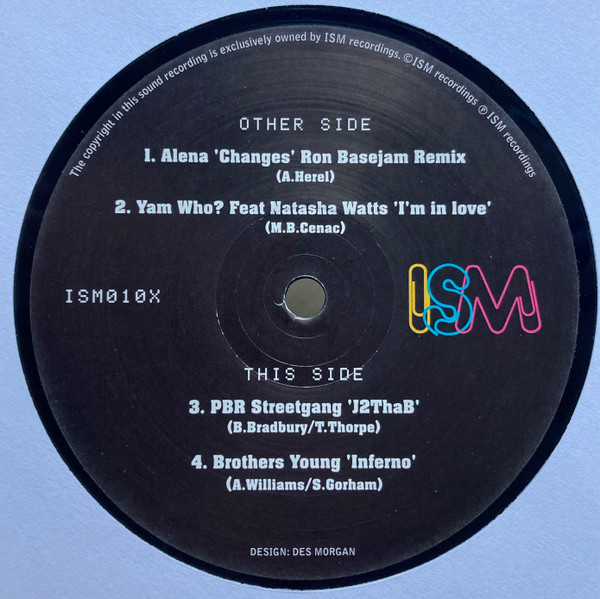 The copyright in this sound recording is exclusively owned by ISM recordings. ©ISM recordings ℗ ISM recordings
OTHER SIDE
1. Alena 'Changes' Ron Basejam Remix
(A.Herel)
2. Yam Who? Feat Natasha Watts 'I'm in love'
(M.B.Cenac)
ISM010X
ISM
THIS SIDE
3. PBR Streetgang 'J2ThaB'
(B.Bradbury/T.Thorpe)
4. Brothers Young 'Inferno'
(A.Williams/S.Gorham)
DESIGN: DES MORGAN